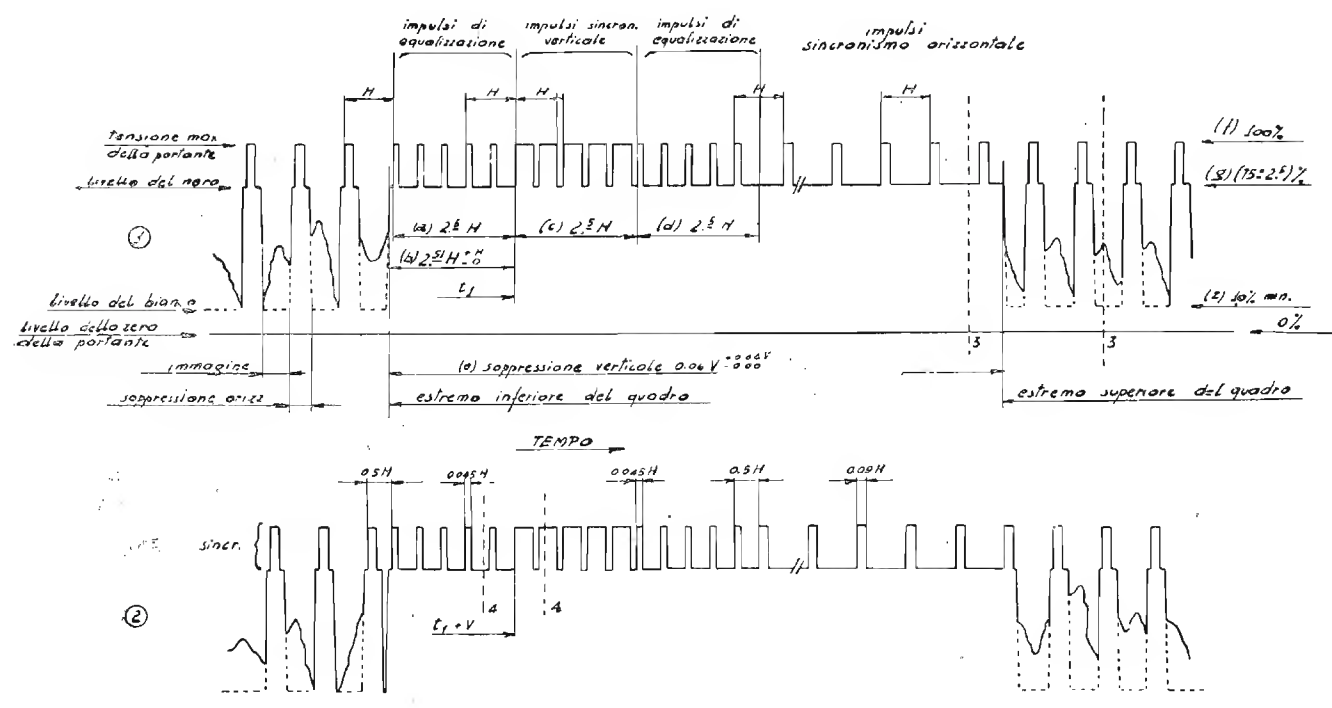 impulsi di
equalizzazione
impulsi sincron.
verticale
impulsi di
equalizzazione
impulsi
sincronismo orizzontale
H
H
H
H
H
tensione max
della portante
livello del nero
(f) 100%
(a) 2.5 H
(c) 2.5 H
(d) 2.5 H
1
t1
livello del bianco
(e) 10% min.
livello dello zero
della portante
0%
3
3
immagine
(e) soppressione verticale
soppressione orizz
estremo inferiore del quadro
estremo superiore del quadro
TEMPO
0.5 H
0.045 H
0.045 H
0.5 H
0.09 H
sincr.
4
4
2
t1 + V